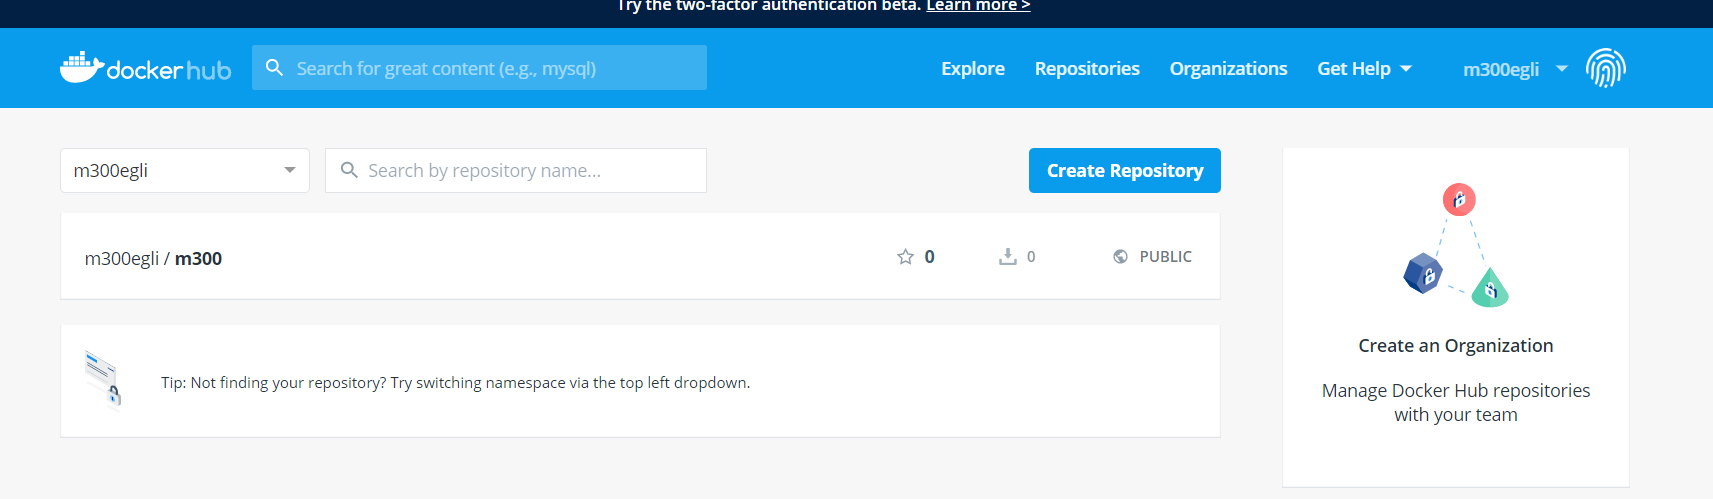 Try the two-factor authentication beta. Learn more >
docker hub
Search for great content (e.g., mysql)
Explore
Repositories
Organizations
Get Help
m300egli
m300egli
Search by repository name...
Create Repository
m300egli / m300
0
0
PUBLIC
Tip: Not finding your repository? Try switching namespace via the top left dropdown.
Create an Organization
Manage Docker Hub repositories
with your team